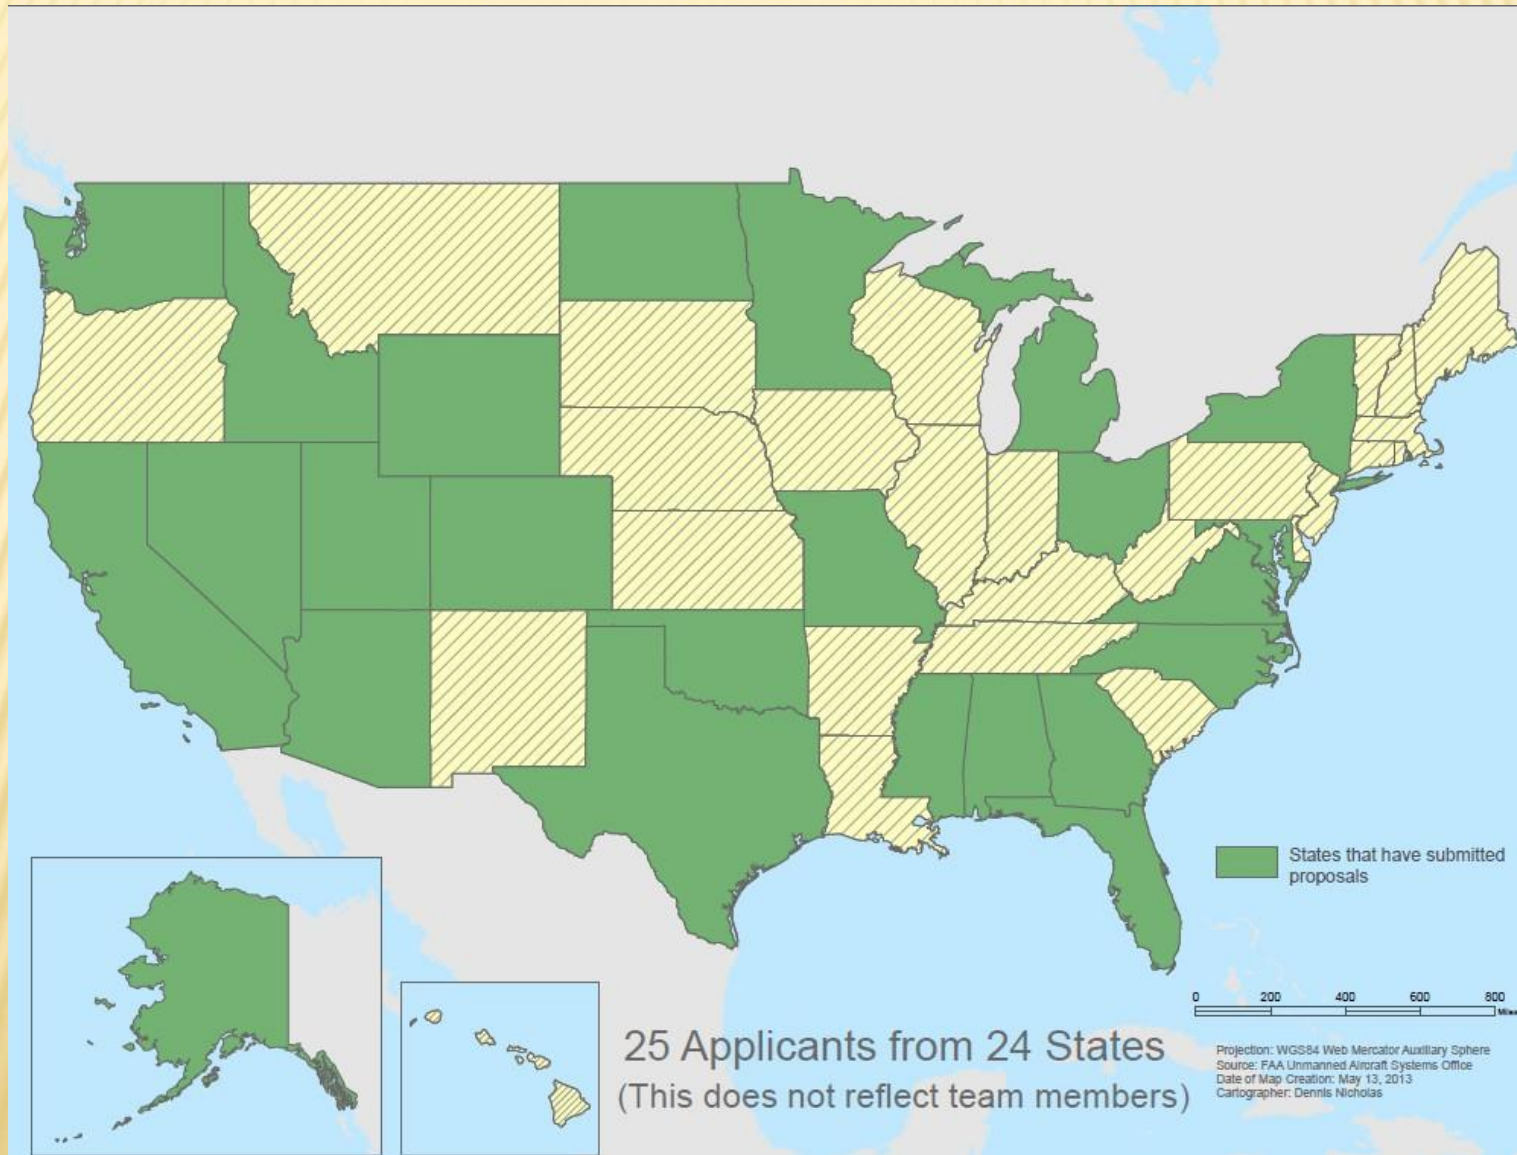 States that have submitted
proposals
0 200 400 600 800
Miles
25 Applicants from 24 States
(This does not reflect team members)
Projection: WGS84 Web Mercator Auxiliary Sphere
Source: FAA Unmanned Aircraft Systems Office
Date of Map Creation: May 13, 2013
Cartographer: Dennis Nicholas